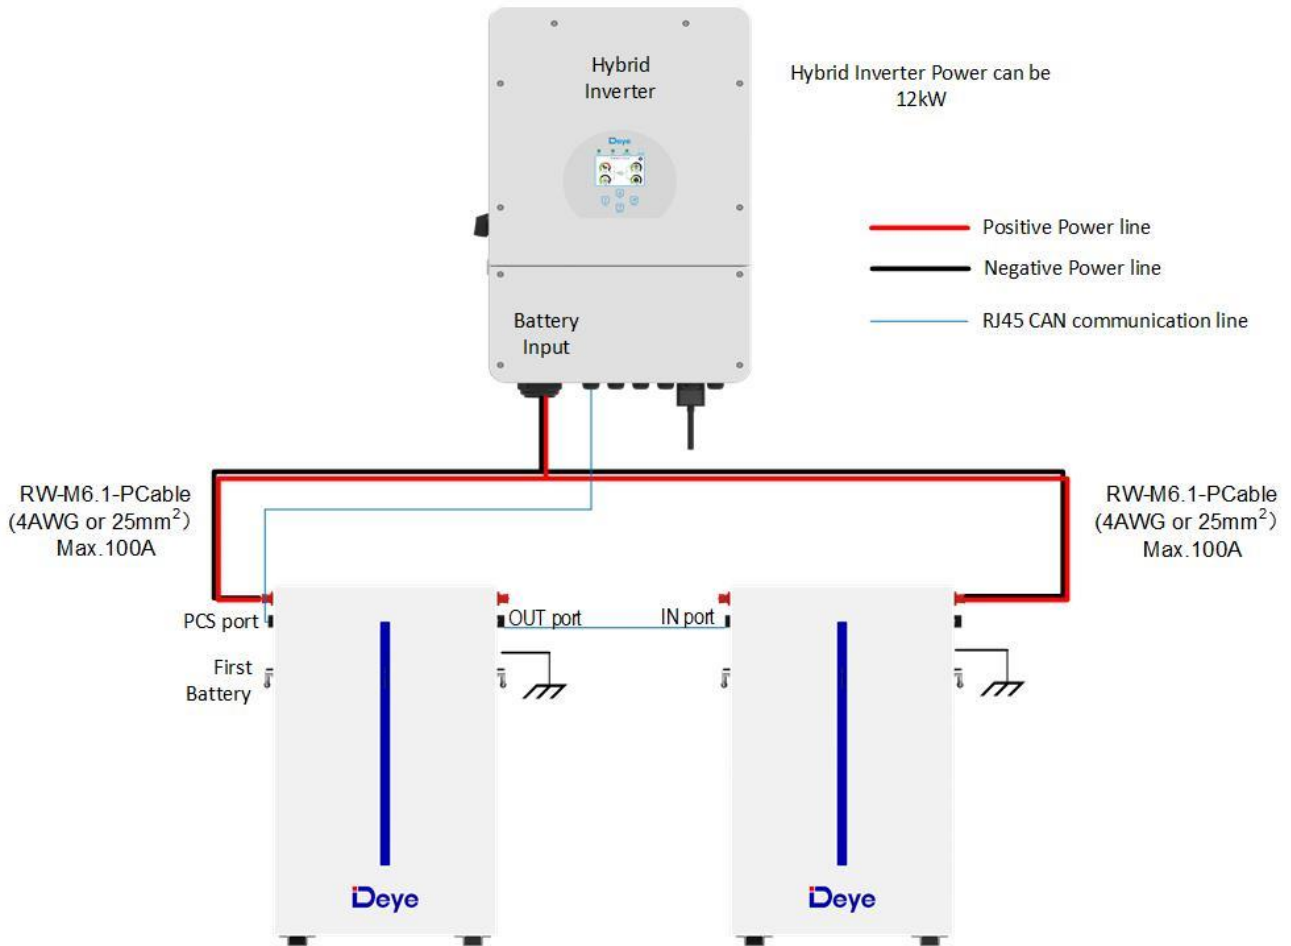 Hybrid
Inverter
Hybrid Inverter Power can be
12kW
Deye
Positive Power line
Negative Power line
RJ45 CAN communication line
Battery
Input
RW-M6.1-PCable
(4AWG or 25mm²）
Max.100A
RW-M6.1-PCable
(4AWG or 25mm²）
Max.100A
PCS port
OUT port
IN port
First
Battery
Deye
Deye